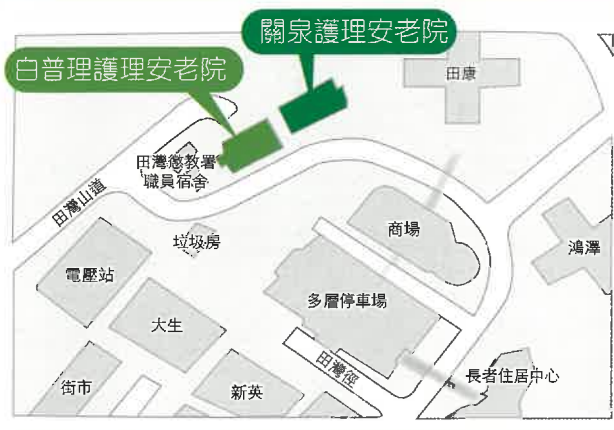 關泉護理安老院
白普理護理安老院
田康
田灣懲教署
職員宿舍
田灣山道
垃圾房
商場
鴻澤
電壓站
多層停車場
大生
田灣徑
長者住居中心
街市
新英